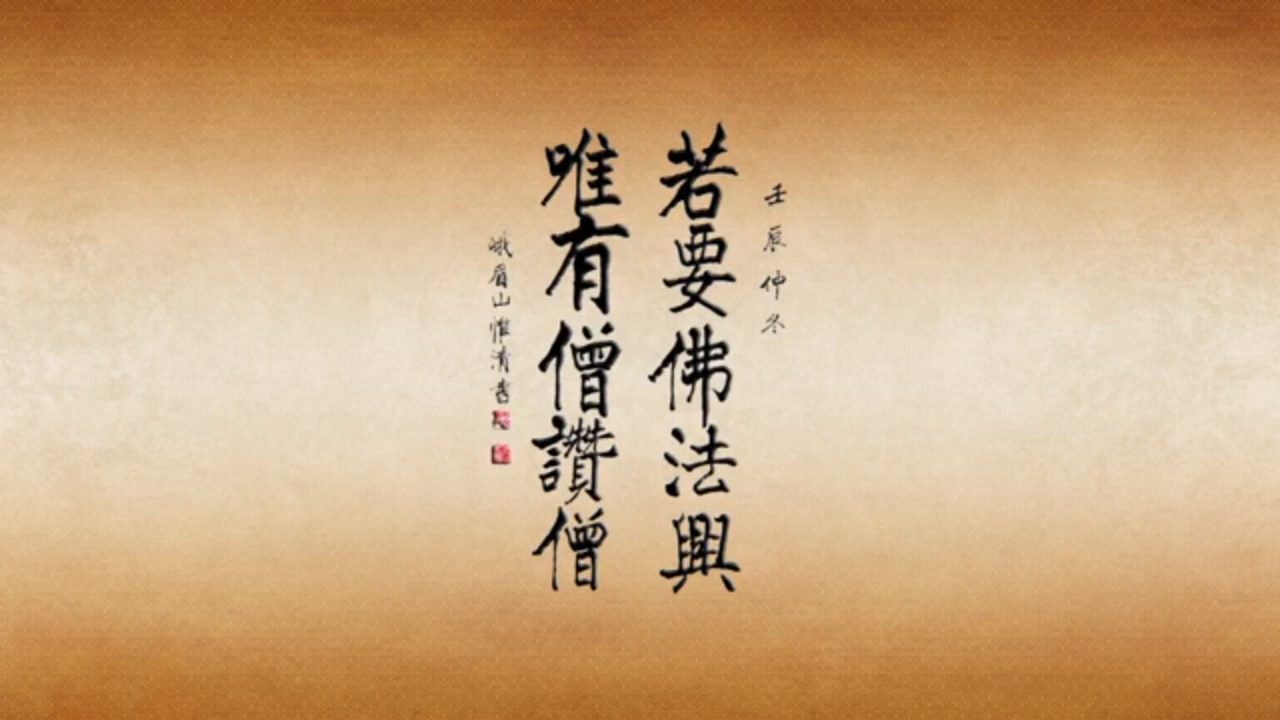 壬辰仲冬
若要佛法興
唯有僧讚僧
峨眉山惟清書